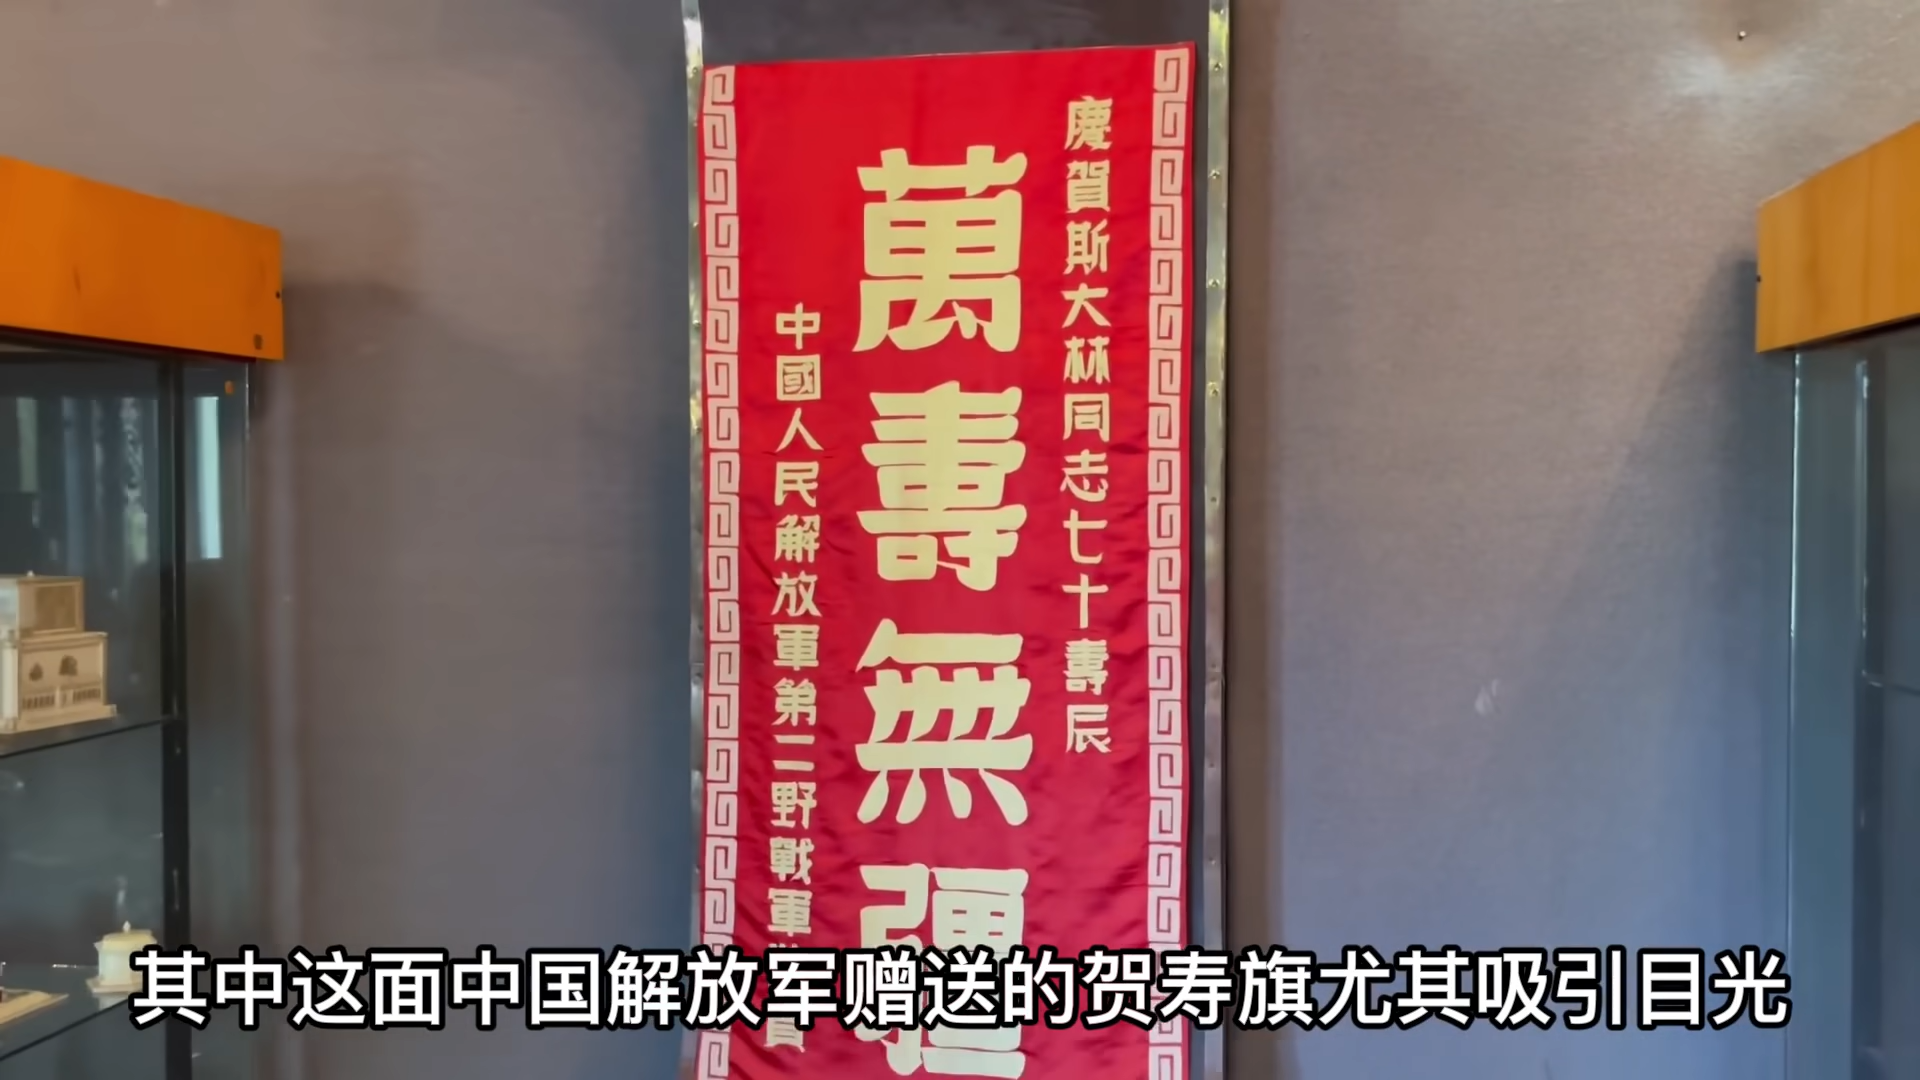 慶賀斯大林同志七十壽辰
萬壽無疆
中國人民解放軍第二野戰軍
其中这面中国解放军赠送的贺寿旗尤其吸引目光